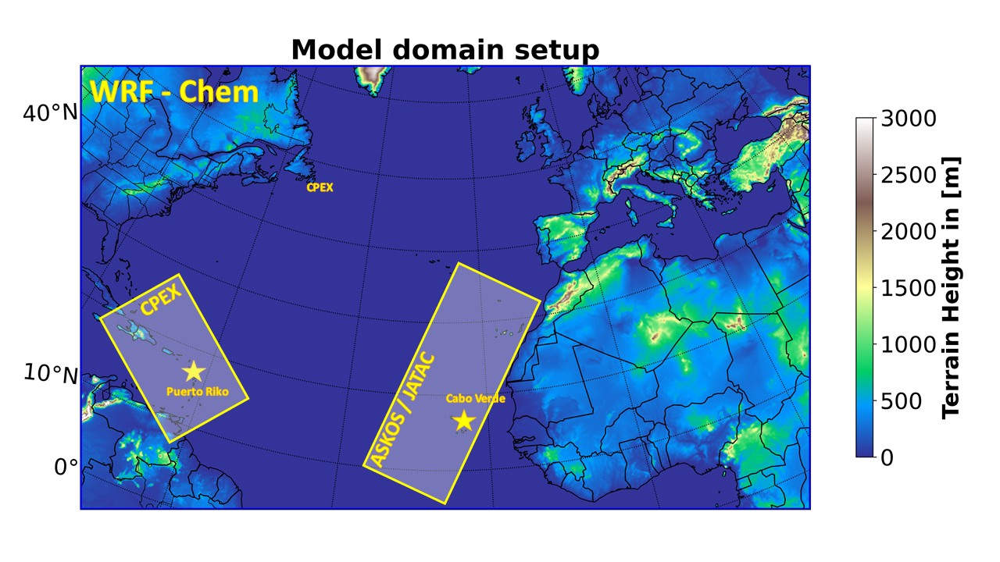 Model domain setup
WRF - Chem
40°N
10°N
0°
CPEX
CPEX
Puerto Riko
ASKOS / JATAC
Cabo Verde
3000
2500
2000
1500
1000
500
0
Terrain Height in [m]